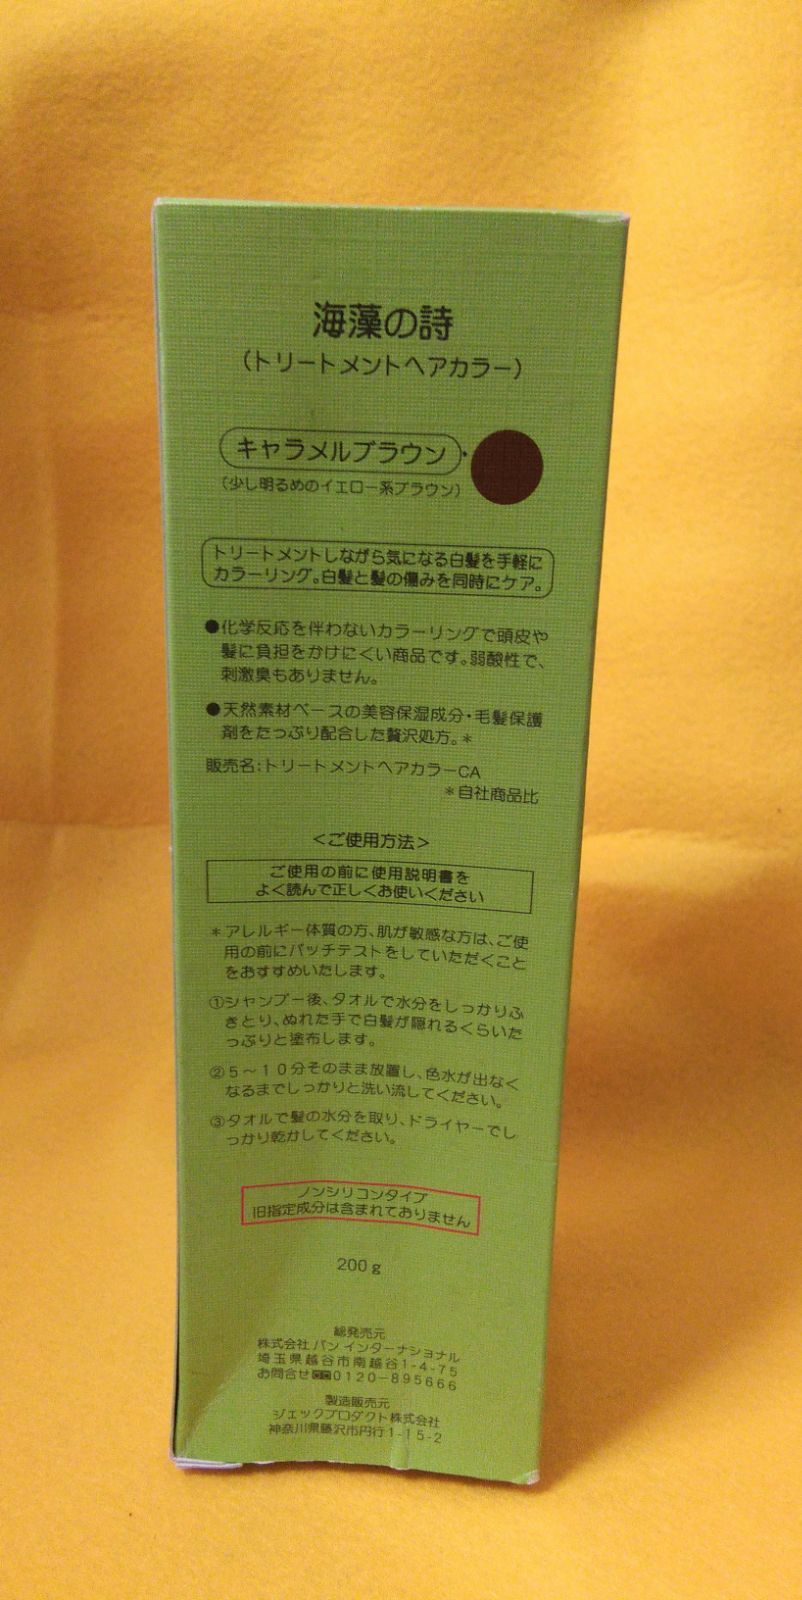 海藻の詩
（トリートメントヘアカラー）
キャラメルブラウン
（少し明るめのイエロー系ブラウン）
トリートメントしながら気になる白髪を手軽に
カラーリング。白髪と髪の傷みを同時にケア。
●化学反応を伴わないカラーリングで頭皮や
髪に負担をかけにくい商品です。弱酸性で、
刺激臭もありません。
●天然素材ベースの美容保湿成分・毛髪保護
剤をたっぷり配合した贅沢処方。＊
販売名：トリートメントヘアカラーCA
＊自社商品比
＜ご使用方法＞
ご使用の前に使用説明書を
よく読んで正しくお使いください
＊アレルギー体質の方、肌が敏感な方は、ご使
用の前にパッチテストをしていただくこと
をおすすめいたします。
①シャンプー後、タオルで水分をしっかりふ
きとり、ぬれた手で白髪が隠れるくらいた
っぷりと塗布します。
②５～１０分そのまま放置し、色水が出なく
なるまでしっかりと洗い流してください。
③タオルで髪の水分を取り、ドライヤーでし
っかり乾かしてください。
ノンシリコンタイプ
旧指定成分は含まれておりません
200ｇ
総発売元
株式会社 パン インターナショナル
埼玉県越谷市南越谷1-4-75
お問合せ 0120-895666
製造販売元
ジェックプロダクト株式会社
神奈川県藤沢市円行1-15-2